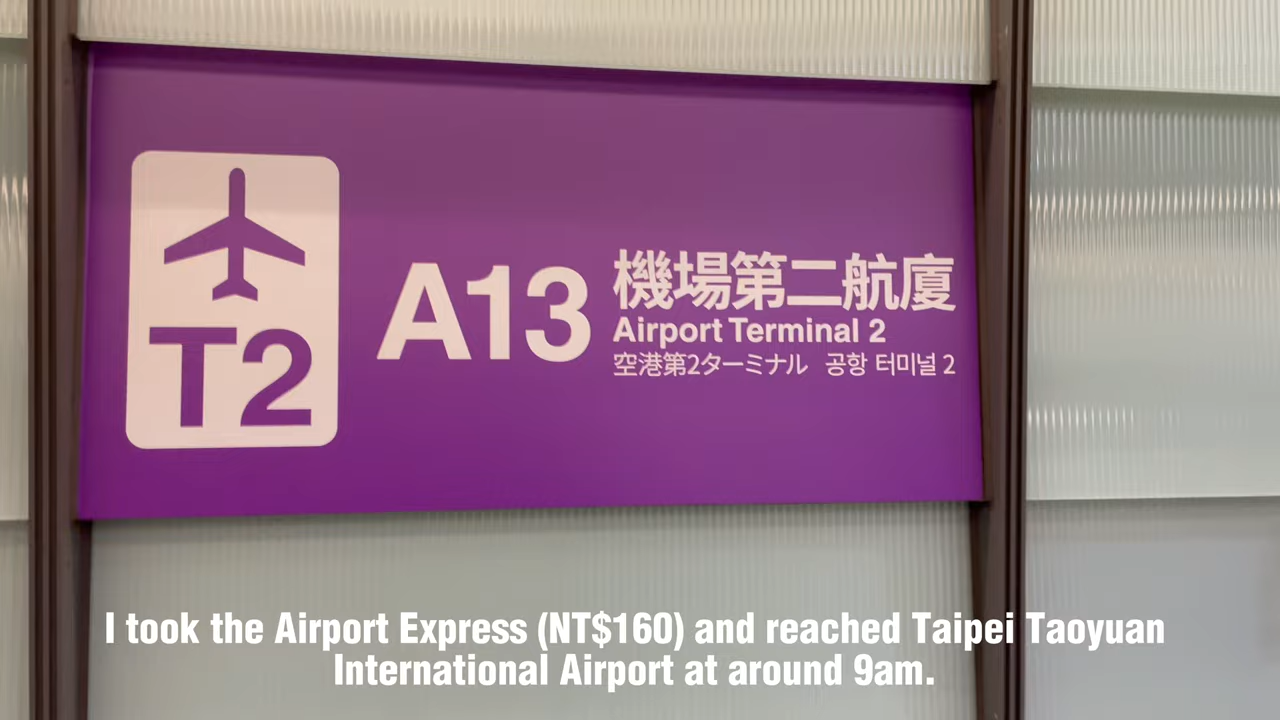 T2
A13
機場第二航廈
Airport Terminal 2
空港第2ターミナル 공항 터미널 2
I took the Airport Express (NT$160) and reached Taipei Taoyuan
International Airport at around 9am.